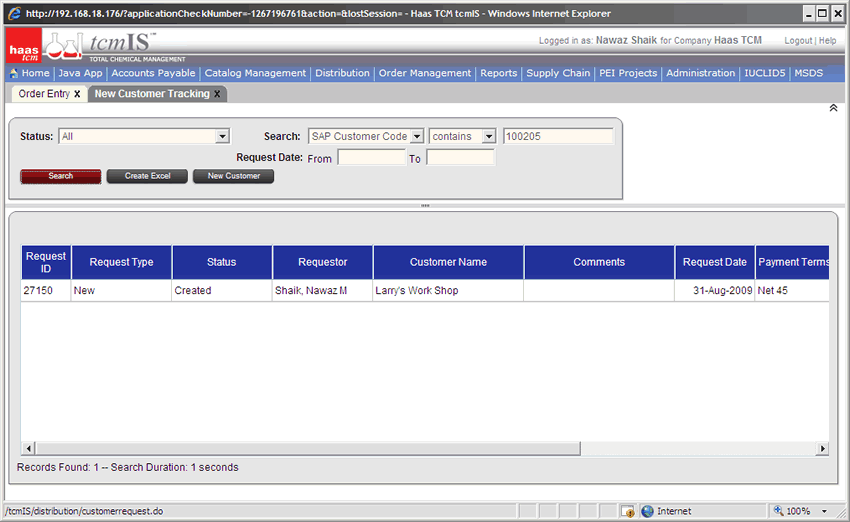 http://192.168.18.176/?applicationCheckNumber=-1267196761&action=&lostSession= - Haas TCM tcmIS - Windows Internet Explorer
haas tcm
tcmIS™
TOTAL CHEMICAL MANAGEMENT
Logged in as: Nawaz Shaik for Company Haas TCM Logout | Help
Home | Java App | Accounts Payable | Catalog Management | Distribution | Order Management | Reports | Supply Chain | PEI Projects | Administration | IUCLID5 | MSDS
Order Entry x New Customer Tracking x
Status: All Search: SAP Customer Code contains 100205
Request Date: From To
Search Create Excel New Customer
Request ID Request Type Status Requestor Customer Name Comments Request Date Payment Terms
27150 New Created Shaik, Nawaz M Larry's Work Shop 31-Aug-2009 Net 45
Records Found: 1 -- Search Duration: 1 seconds
/tcmIS/distribution/customerrequest.do Internet 100%